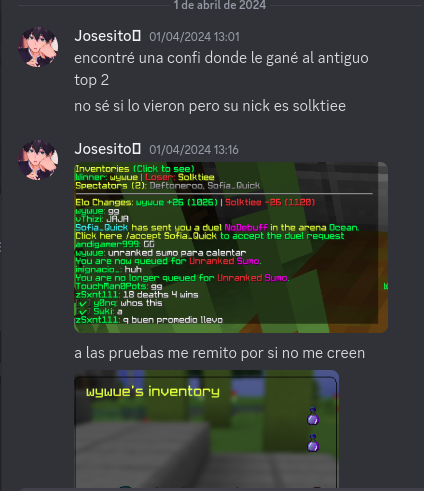 1 de abril de 2024
Josesito 01/04/2024 13:01
encontré una confi donde le gané al antiguo
top 2
no sé si lo vieron pero su nick es solktiee
Josesito 01/04/2024 13:16
Inventories (Click to see)
Winner: wywue | Loser: Solktiee
Spectators (2): Deftoneroo, Sofia_Quick
Elo Changes: wywue +26 (1026) | Solktiee -26 (1120)
wywue: gg
vThizi: JAJA
Sofia_Quick has sent you a duel NoDebuff in the arena Ocean.
Click here /accept Sofia_Quick to accept the duel request
andigamer999: GG
wywue: unranked sumo para calentar
You are now queued for Unranked Sumo.
imignacio_: huh
You are no longer queued for Unranked Sumo.
TouchMan0Pots: gg
zSxnt111: 18 deaths 4 wins
✔ y0nq: whos this
✔ Suki: a
zSxnt111: q buen promedio llevo
a las pruebas me remito por si no me creen
wywue's inventory